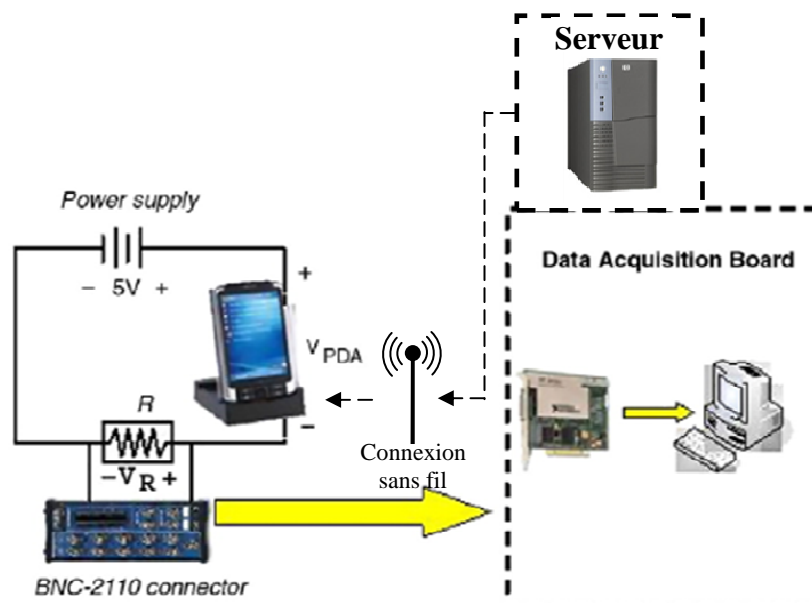 Serveur
Power supply
− 5V +
+
V PDA
−
R
−V R +
BNC-2110 connector
Connexion
sans fil
Data Acquisition Board